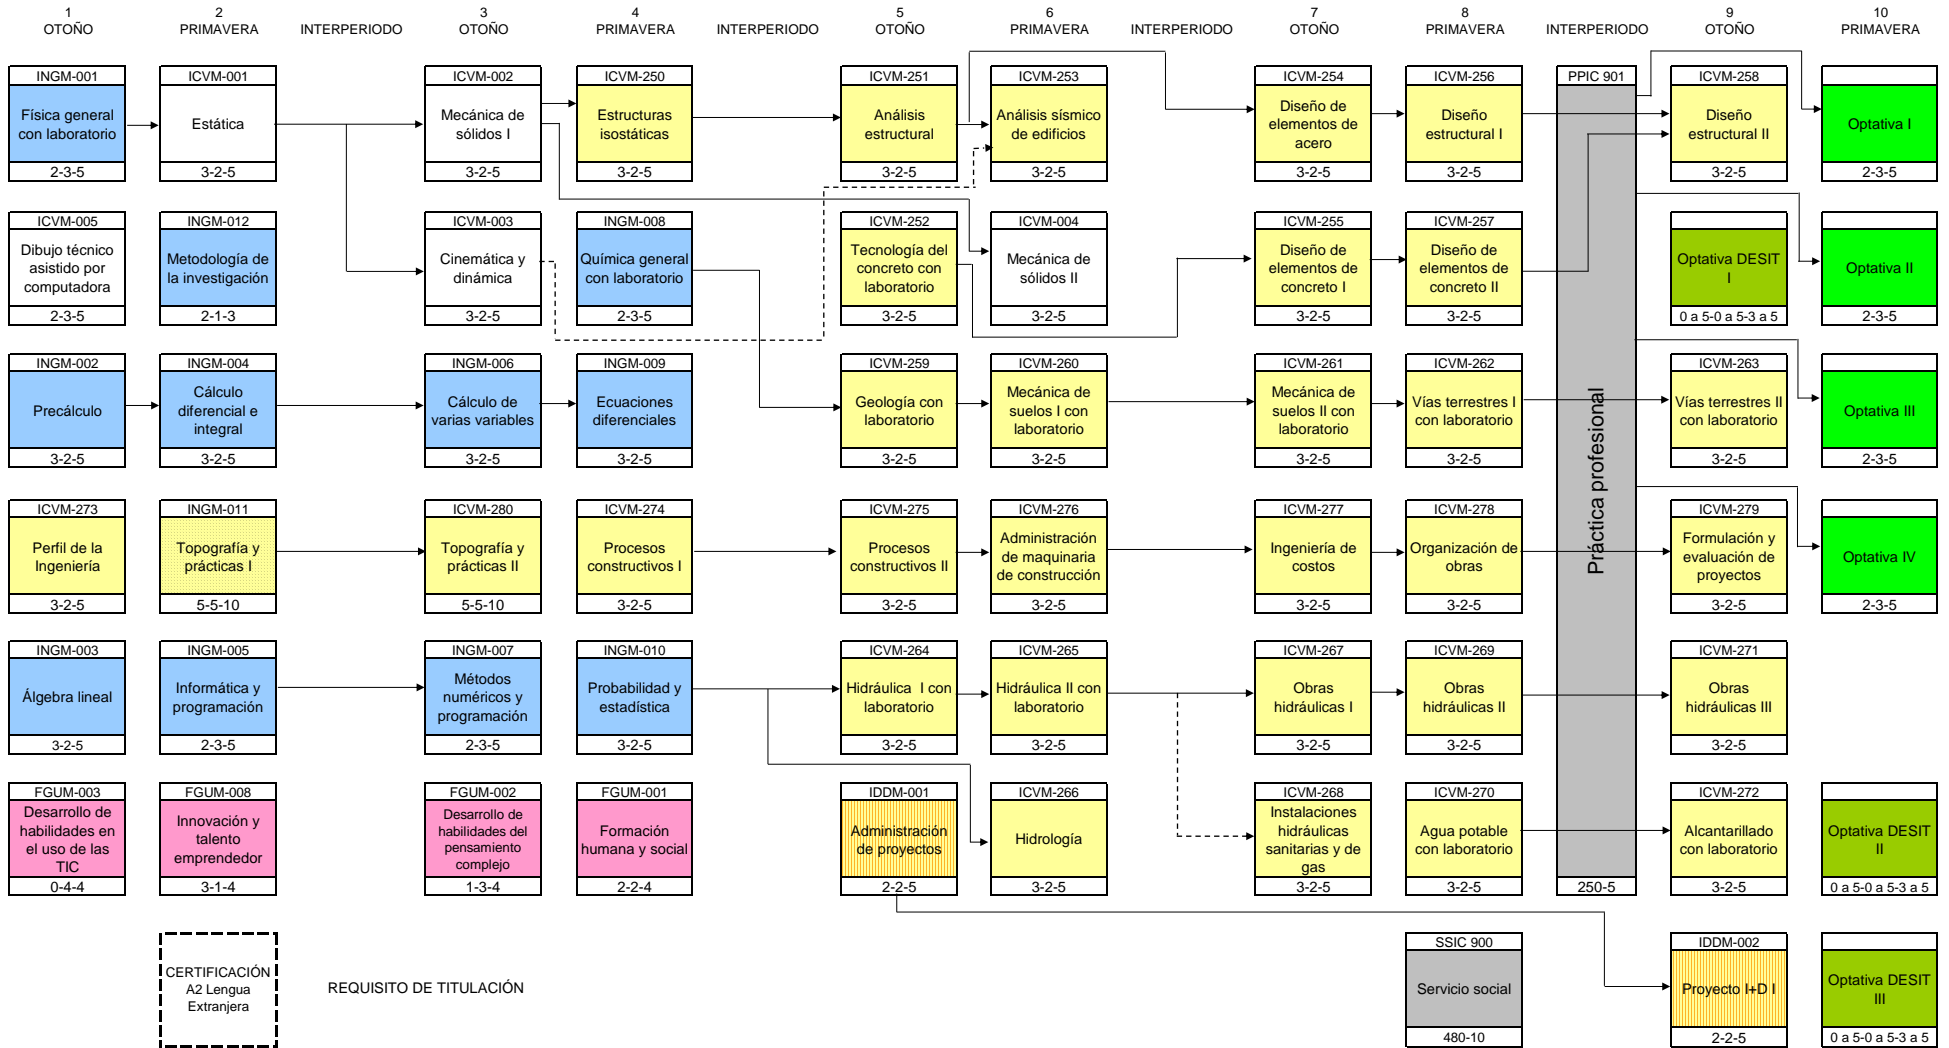 1 2 3 4 5 6 7 8 9 10
OTOÑO PRIMAVERA INTERPERIODO OTOÑO PRIMAVERA INTERPERIODO OTOÑO PRIMAVERA INTERPERIODO OTOÑO PRIMAVERA INTERPERIODO OTOÑO PRIMAVERA
INGM-001
Física general
con laboratorio
2-3-5
ICVM-001
Estática
3-2-5
ICVM-002
Mecánica de
sólidos I
3-2-5
ICVM-250
Estructuras
isostáticas
3-2-5
ICVM-251
Análisis
estructural
3-2-5
ICVM-253
Análisis sísmico
de edificios
3-2-5
ICVM-254
Diseño de
elementos de
acero
3-2-5
ICVM-256
Diseño
estructural I
3-2-5
PPIC 901
Práctica profesional
250-5
ICVM-258
Diseño
estructural II
3-2-5
Optativa I
2-3-5
ICVM-005
Dibujo técnico
asistido por
computadora
2-3-5
INGM-012
Metodología de
la investigación
2-1-3
ICVM-003
Cinemática y
dinámica
3-2-5
INGM-008
Química general
con laboratorio
2-3-5
ICVM-252
Tecnología del
concreto con
laboratorio
3-2-5
ICVM-004
Mecánica de
sólidos II
3-2-5
ICVM-255
Diseño de
elementos de
concreto I
3-2-5
ICVM-257
Diseño de
elementos de
concreto II
3-2-5
Optativa DESIT
I
0 a 5-0 a 5-3 a 5
Optativa II
2-3-5
INGM-002
Precálculo
3-2-5
INGM-004
Cálculo
diferencial e
integral
3-2-5
INGM-006
Cálculo de
varias variables
3-2-5
INGM-009
Ecuaciones
diferenciales
3-2-5
ICVM-259
Geología con
laboratorio
3-2-5
ICVM-260
Mecánica de
suelos I con
laboratorio
3-2-5
ICVM-261
Mecánica de
suelos II con
laboratorio
3-2-5
ICVM-262
Vías terrestres I
con laboratorio
3-2-5
ICVM-263
Vías terrestres II
con laboratorio
3-2-5
Optativa III
2-3-5
ICVM-273
Perfil de la
Ingeniería
3-2-5
INGM-011
Topografía y
prácticas I
5-5-10
ICVM-280
Topografía y
prácticas II
5-5-10
ICVM-274
Procesos
constructivos I
3-2-5
ICVM-275
Procesos
constructivos II
3-2-5
ICVM-276
Administración
de maquinaria
de construcción
3-2-5
ICVM-277
Ingeniería de
costos
3-2-5
ICVM-278
Organización de
obras
3-2-5
ICVM-279
Formulación y
evaluación de
proyectos
3-2-5
Optativa IV
2-3-5
INGM-003
Álgebra lineal
3-2-5
INGM-005
Informática y
programación
2-3-5
INGM-007
Métodos
numéricos y
programación
2-3-5
INGM-010
Probabilidad y
estadística
3-2-5
ICVM-264
Hidráulica I con
laboratorio
3-2-5
ICVM-265
Hidráulica II con
laboratorio
3-2-5
ICVM-267
Obras
hidráulicas I
3-2-5
ICVM-269
Obras
hidráulicas II
3-2-5
ICVM-271
Obras
hidráulicas III
3-2-5
FGUM-003
Desarrollo de
habilidades en
el uso de las
TIC
0-4-4
FGUM-008
Innovación y
talento
emprendedor
3-1-4
FGUM-002
Desarrollo de
habilidades del
pensamiento
complejo
1-3-4
FGUM-001
Formación
humana y social
2-2-4
IDDM-001
Administración
de proyectos
2-2-5
ICVM-266
Hidrología
3-2-5
ICVM-268
Instalaciones
hidráulicas
sanitarias y de
gas
3-2-5
ICVM-270
Agua potable
con laboratorio
3-2-5
ICVM-272
Alcantarillado
con laboratorio
3-2-5
Optativa DESIT
II
0 a 5-0 a 5-3 a 5
CERTIFICACIÓN
A2 Lengua
Extranjera
REQUISITO DE TITULACIÓN
SSIC 900
Servicio social
480-10
IDDM-002
Proyecto I+D I
2-2-5
Optativa DESIT
III
0 a 5-0 a 5-3 a 5